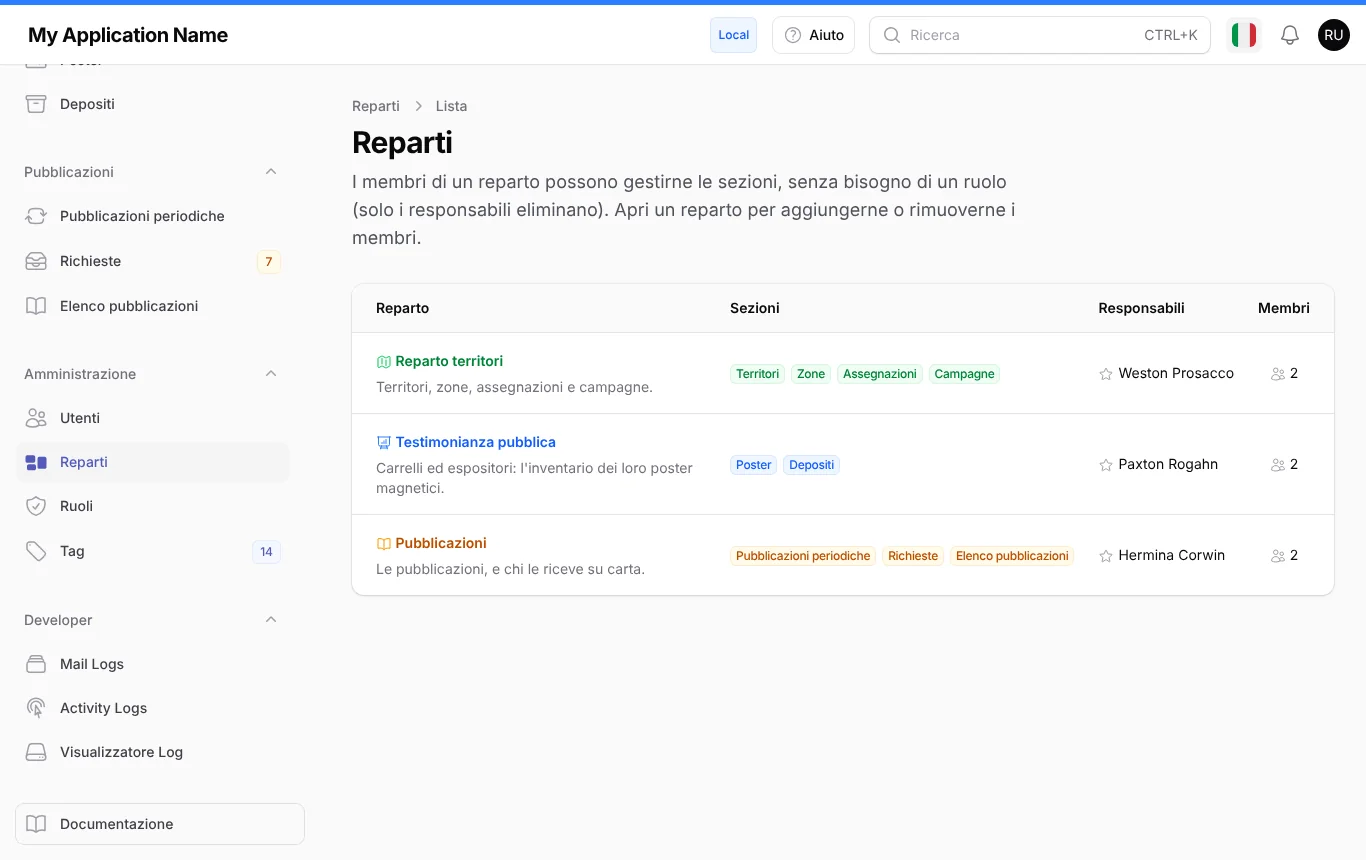 My Application Name
Local
Aiuto
Ricerca
CTRL+K
RU
Depositi
Pubblicazioni
Pubblicazioni periodiche
Richieste
7
Elenco pubblicazioni
Amministrazione
Utenti
Reparti
Ruoli
Tag
14
Developer
Mail Logs
Activity Logs
Visualizzatore Log
Documentazione
Reparti
Lista
Reparti
I membri di un reparto possono gestirne le sezioni, senza bisogno di un ruolo
(solo i responsabili eliminano). Apri un reparto per aggiungerne o rimuoverne i
membri.
Reparto
Sezioni
Responsabili
Membri
Reparto territori
Territori, zone, assegnazioni e campagne.
Territori
Zone
Assegnazioni
Campagne
Weston Prosacco
2
Testimonianza pubblica
Carrelli ed espositori: l'inventario dei loro poster
magnetici.
Poster
Depositi
Paxton Rogahn
2
Pubblicazioni
Le pubblicazioni, e chi le riceve su carta.
Pubblicazioni periodiche
Richieste
Elenco pubblicazioni
Hermina Corwin
2